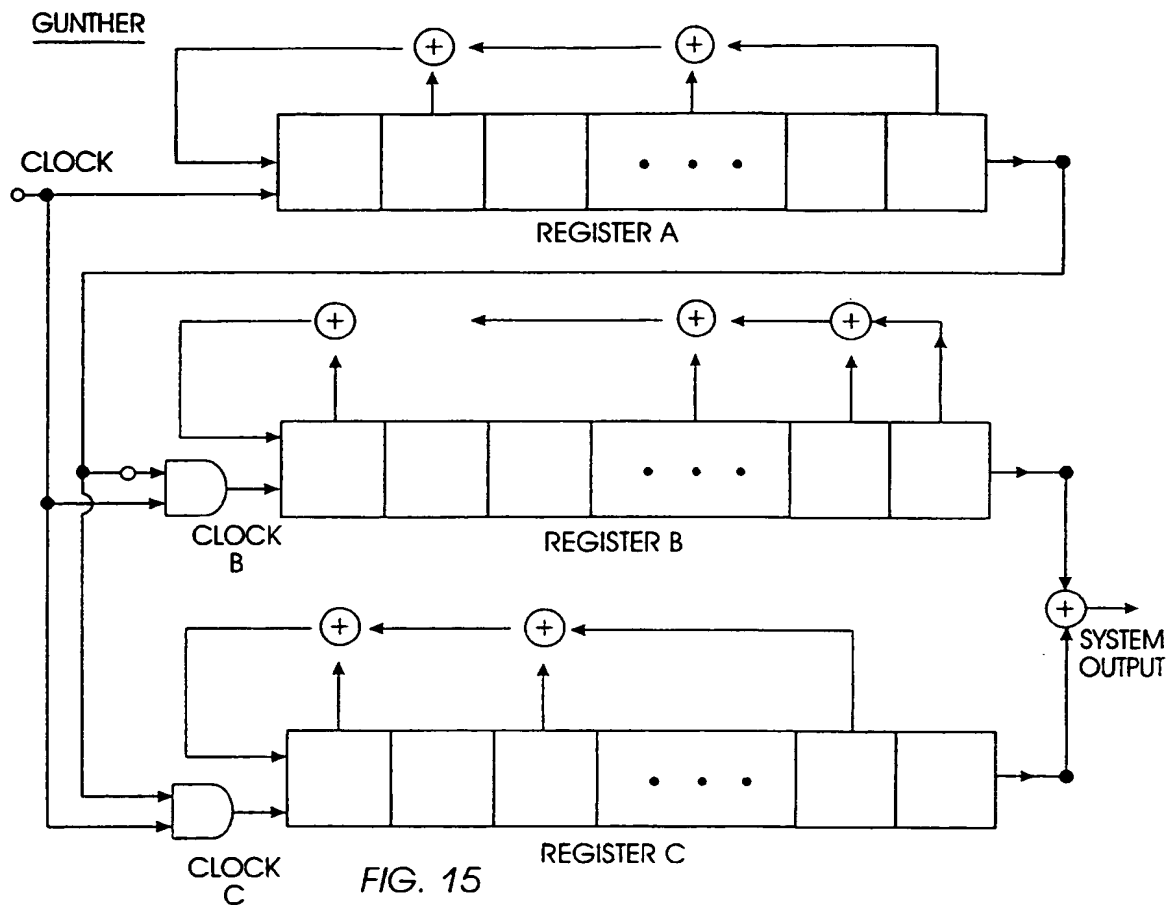 GUNTHER
CLOCK
REGISTER A
CLOCK
B
REGISTER B
SYSTEM
OUTPUT
CLOCK
C
REGISTER C
FIG. 15